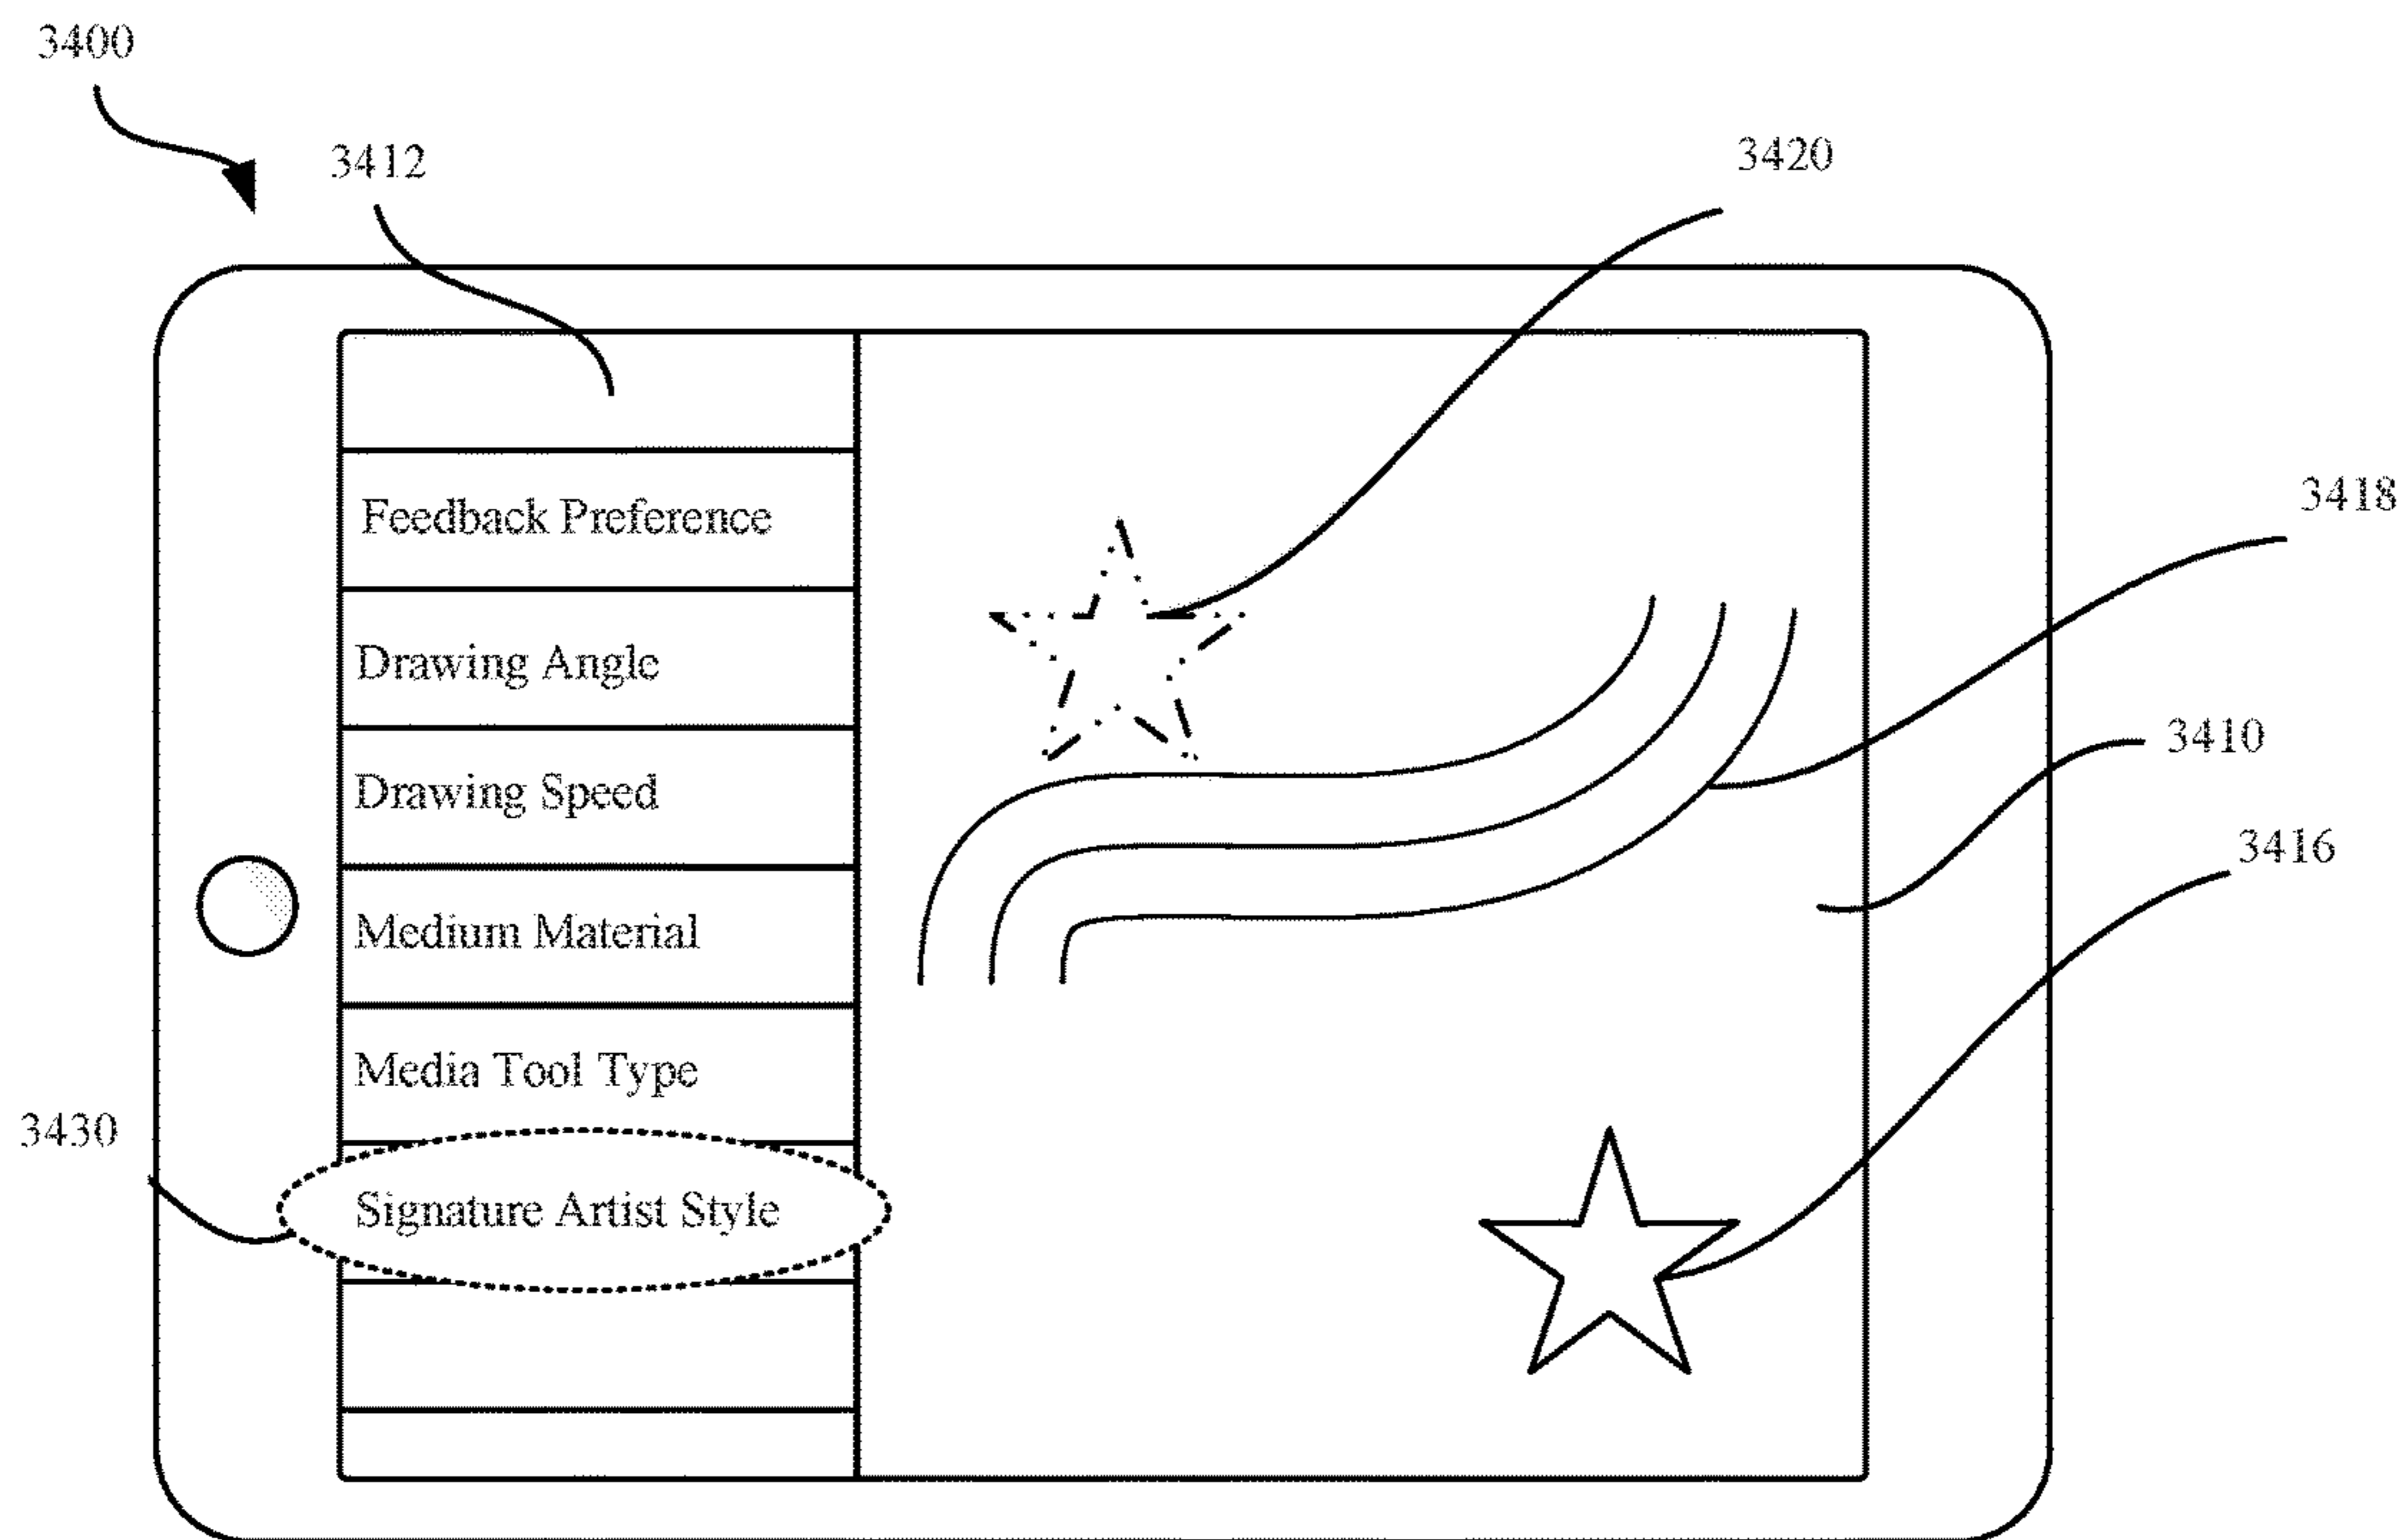 3400
3412
3420
Feedback Preference
3418
Drawing Angle
3410
Drawing Speed
3416
Medium Material
Media Tool Type
3430
Signature Artist Style